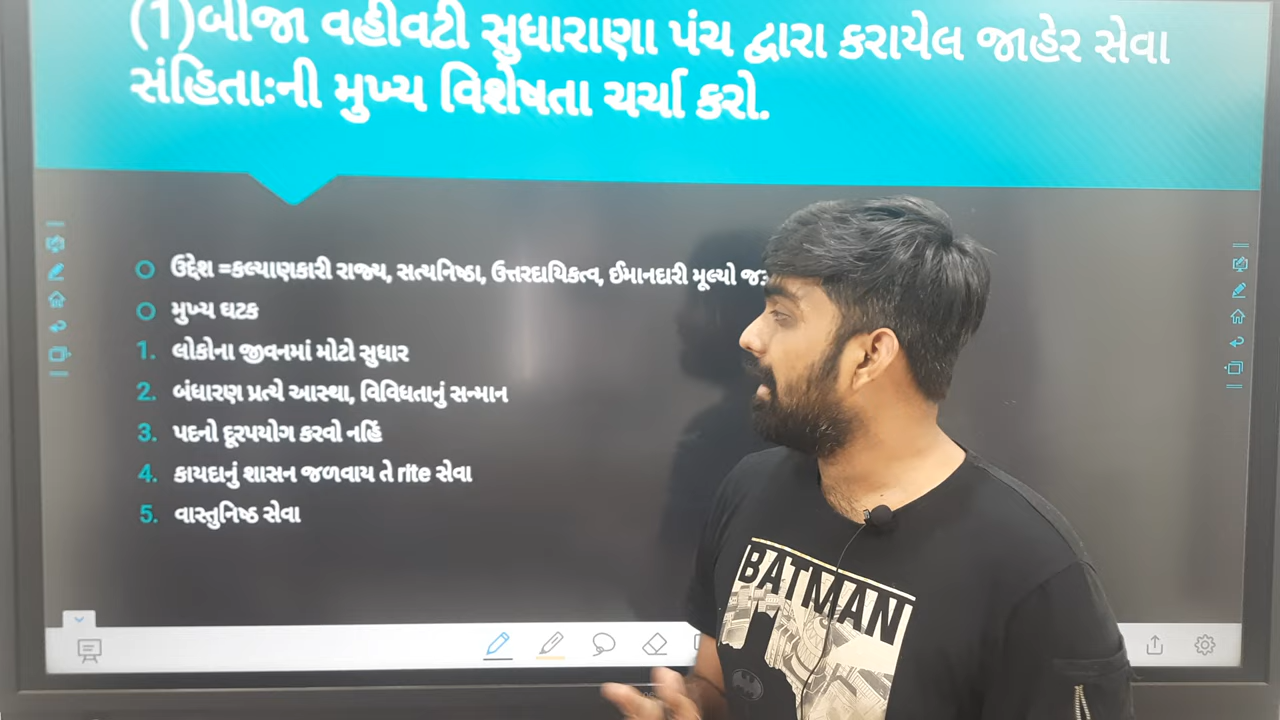 (1)બીજા વહીવટી સુધારાણા પંચ દ્વારા કરાયેલ જાહેર સેવા
સંહિતાઃની મુખ્ય વિશેષતા ચર્ચા કરો.
ઉદ્દેશ =કલ્યાણકારી રાજ્ય, સત્યનિષ્ઠા, ઉત્તરદાયિકત્વ, ઈમાનદારી મૂલ્યો
મુખ્ય ઘટક
1. લોકોના જીવનમાં મોટો સુધાર
2. બંધારણ પ્રત્યે આસ્થા, વિવિધતાનું સન્માન
3. પદનો દૂરપયોગ કરવો નહિં
4. કાયદાનું શાસન જળવાય તે rite સેવા
5. વાસ્તુનિષ્ઠ સેવા
BATMAN